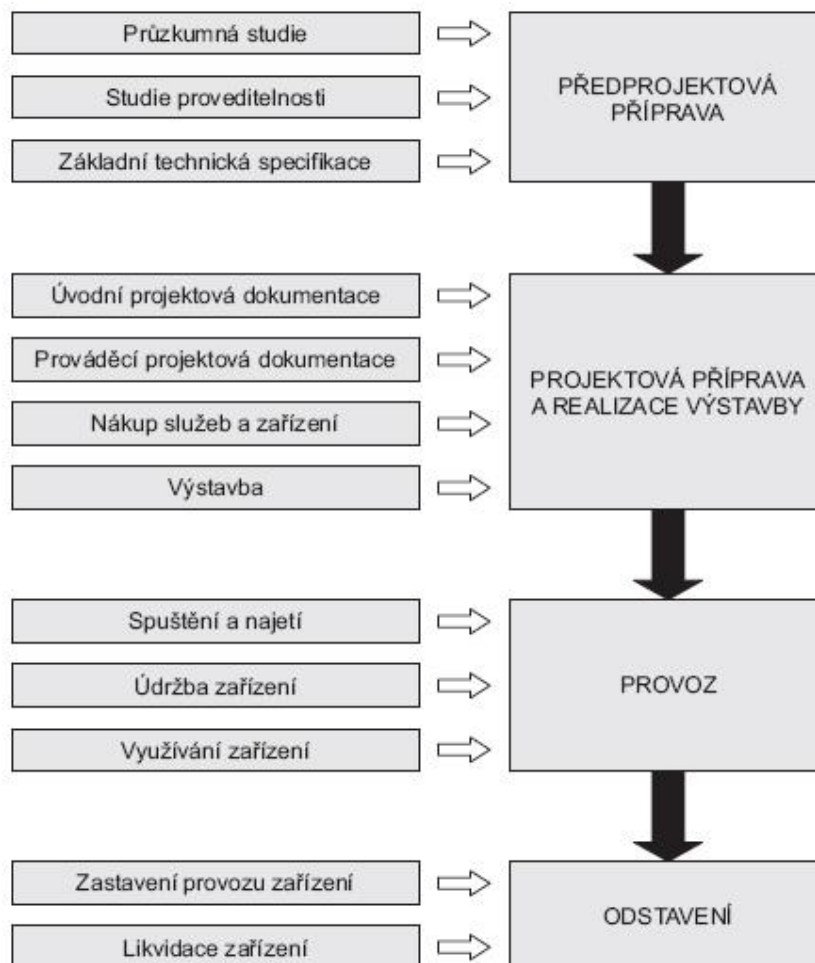 Průzkumná studie
Studie proveditelnosti
Základní technická specifikace
PŘEDPROJEKTOVÁ
PŘÍPRAVA
Úvodní projektová dokumentace
Prováděcí projektová dokumentace
Nákup služeb a zařízení
Výstavba
PROJEKTOVÁ PŘÍPRAVA
A REALIZACE VÝSTAVBY
Spuštění a najetí
Údržba zařízení
Využívání zařízení
PROVOZ
Zastavení provozu zařízení
Likvidace zařízení
ODSTAVENÍ